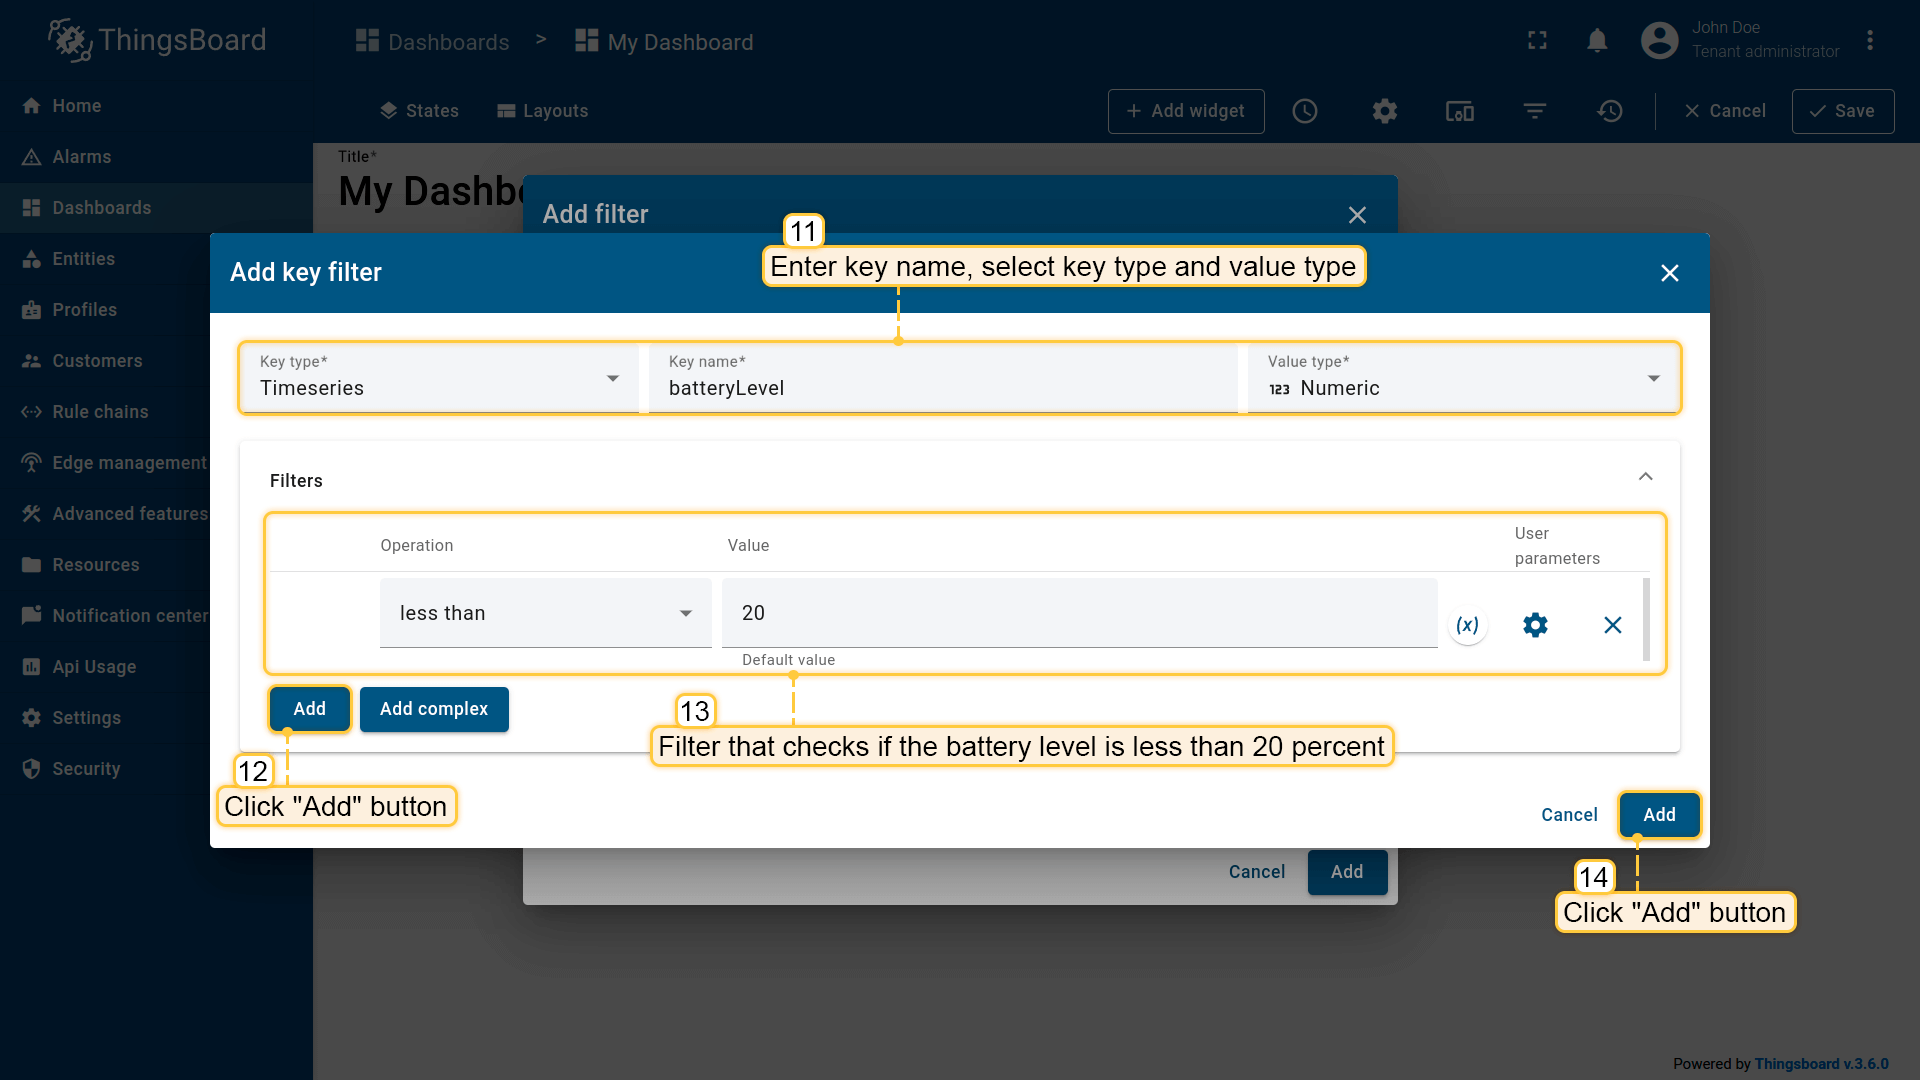 ThingsBoard
Dashboards > My Dashboard
John Doe
Tenant administrator
Home
Alarms
Dashboards
Entities
Profiles
Customers
Rule chains
Edge management
Advanced features
Resources
Notification center
Api Usage
Settings
Security
States
Layouts
+ Add widget
Cancel
Save
Title*
My Dashbo
Add filter
11
Enter key name, select key type and value type
Add key filter
Key type*
Timeseries
Key name*
batteryLevel
Value type*
123 Numeric
Filters
Operation
Value
User
parameters
less than
20
(x)
Default value
Add
Add complex
13
Filter that checks if the battery level is less than 20 percent
12
Click "Add" button
Cancel
Add
14
Click "Add" button
Cancel
Add
Powered by Thingsboard v.3.6.0